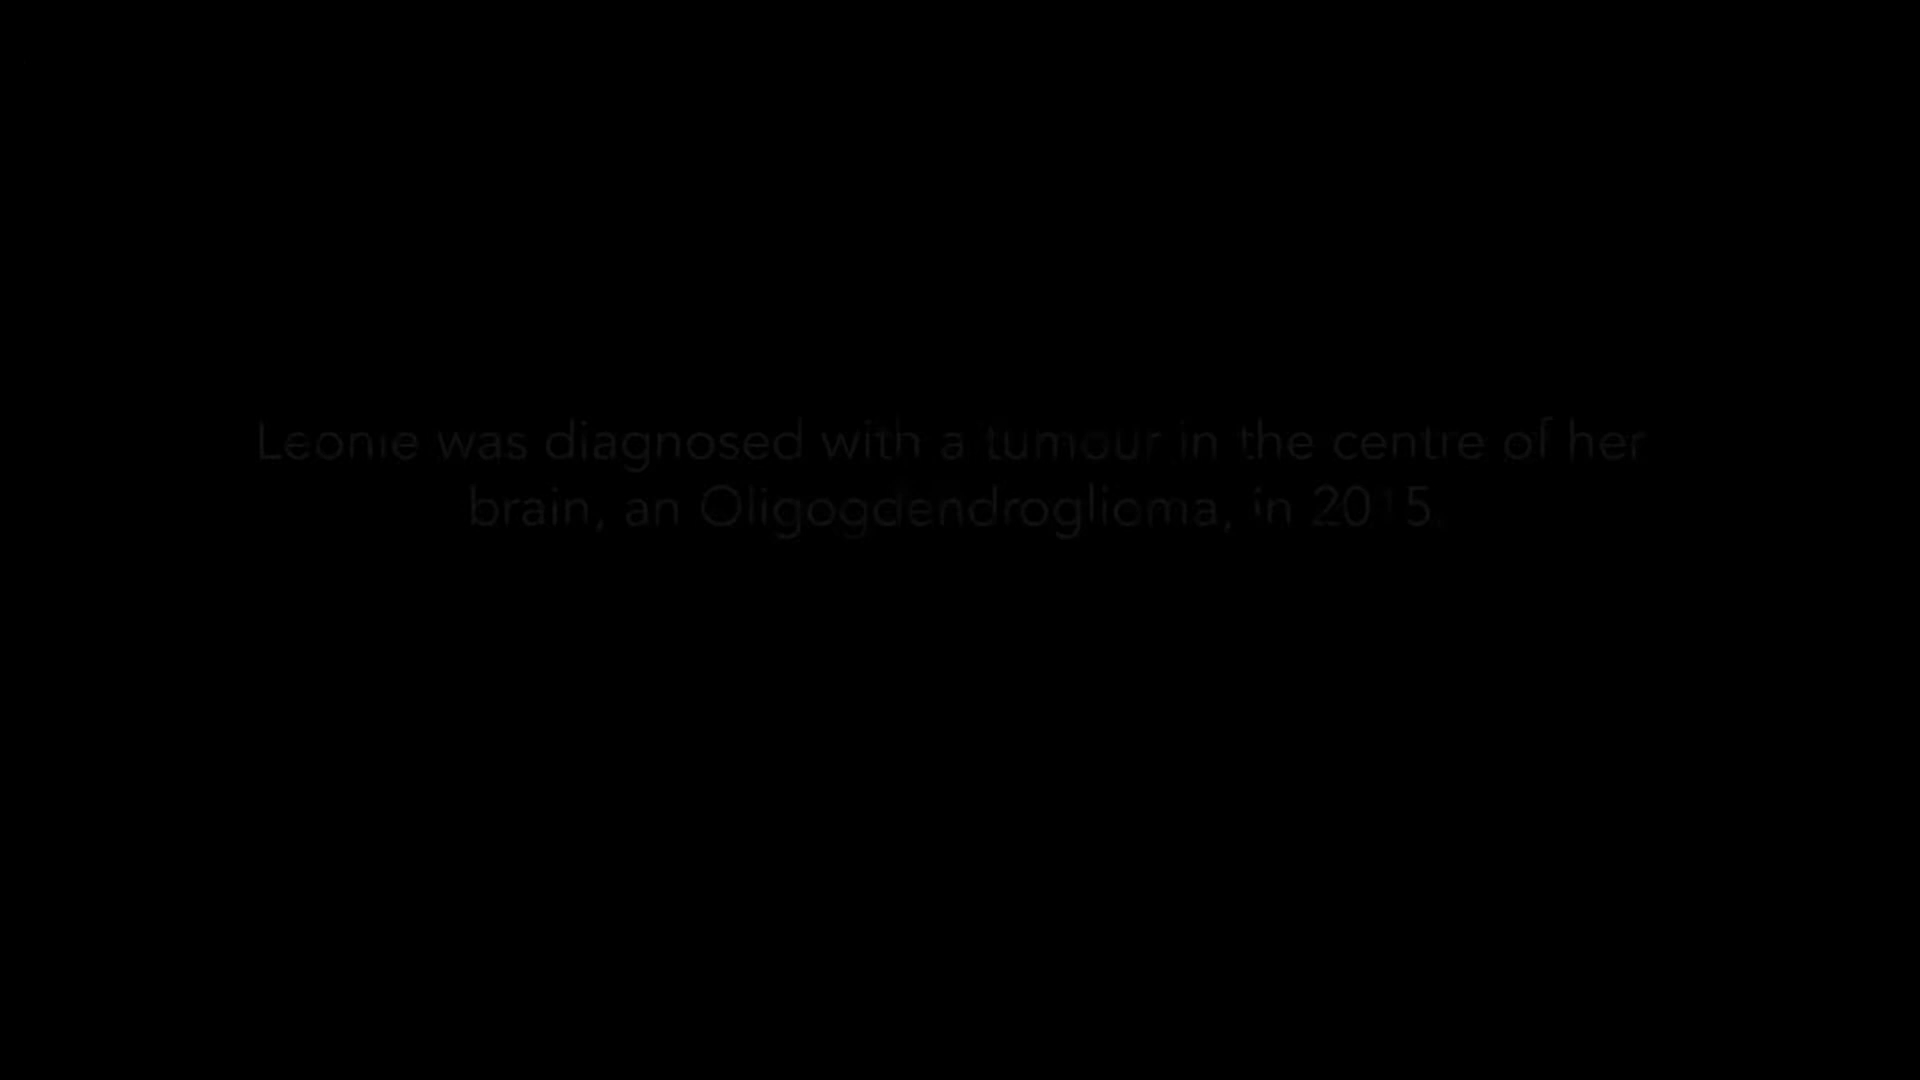 Leonie was diagnosed with a tumour in the centre of her
brain, an Oligogdendroglioma, in 2015.